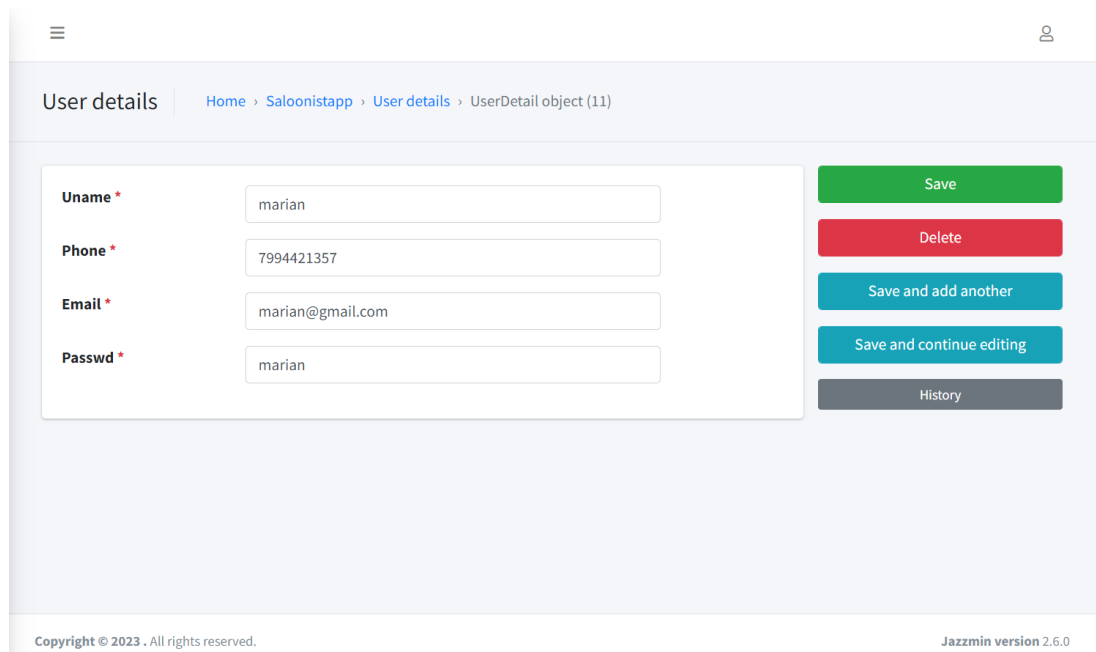 User details
Home › Saloonistapp › User details › UserDetail object (11)
Uname *
marian
Save
Phone *
7994421357
Delete
Email *
marian@gmail.com
Save and add another
Passwd *
marian
Save and continue editing
History
Copyright © 2023 . All rights reserved.
Jazzmin version 2.6.0